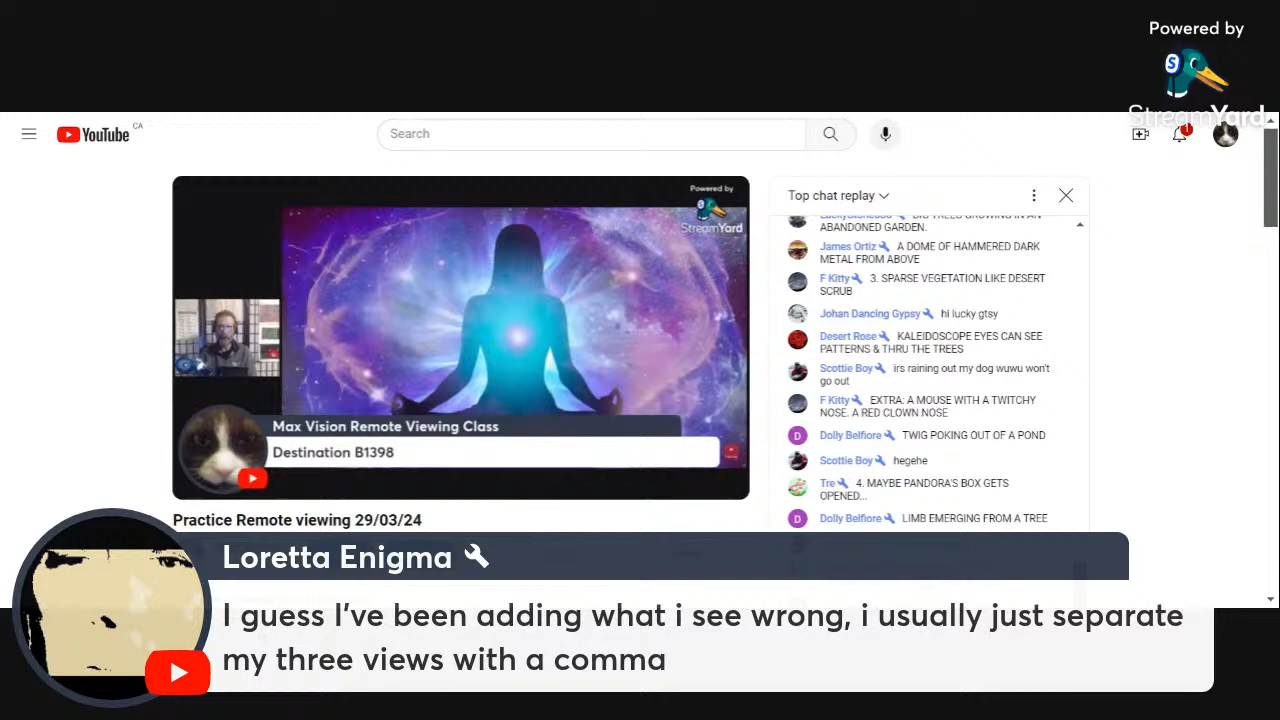 Powered by
StreamYard
YouTube CA
Search
1
Powered by
StreamYard
Max Vision Remote Viewing Class
Destination B1398
Practice Remote viewing 29/03/24
Top chat replay
ABANDONED GARDEN.
James Ortiz A DOME OF HAMMERED DARK
METAL FROM ABOVE
F Kitty 3. SPARSE VEGETATION LIKE DESERT
SCRUB
Johan Dancing Gypsy hi lucky gtsy
Desert Rose KALEIDOSCOPE EYES CAN SEE
PATTERNS & THRU THE TREES
Scottie Boy irs raining out my dog wuwu won't
go out
F Kitty EXTRA: A MOUSE WITH A TWITCHY
NOSE. A RED CLOWN NOSE
D Dolly Belfiore TWIG POKING OUT OF A POND
Scottie Boy hegehe
Tre 4. MAYBE PANDORA'S BOX GETS
OPENED...
D Dolly Belfiore LIMB EMERGING FROM A TREE
Loretta Enigma
I guess I've been adding what i see wrong, i usually just separate
my three views with a comma